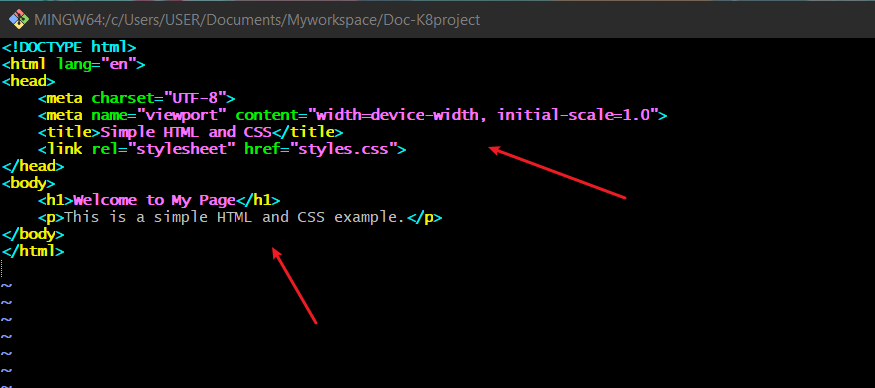 MINGW64:/c/Users/USER/Documents/Myworkspace/Doc-K8project
<!DOCTYPE html>
<html lang="en">
<head>
    <meta charset="UTF-8">
    <meta name="viewport" content="width=device-width, initial-scale=1.0">
    <title>Simple HTML and CSS</title>
    <link rel="stylesheet" href="styles.css">
</head>
<body>
    <h1>Welcome to My Page</h1>
    <p>This is a simple HTML and CSS example.</p>
</body>
</html>
~
~
~
~
~
~
~